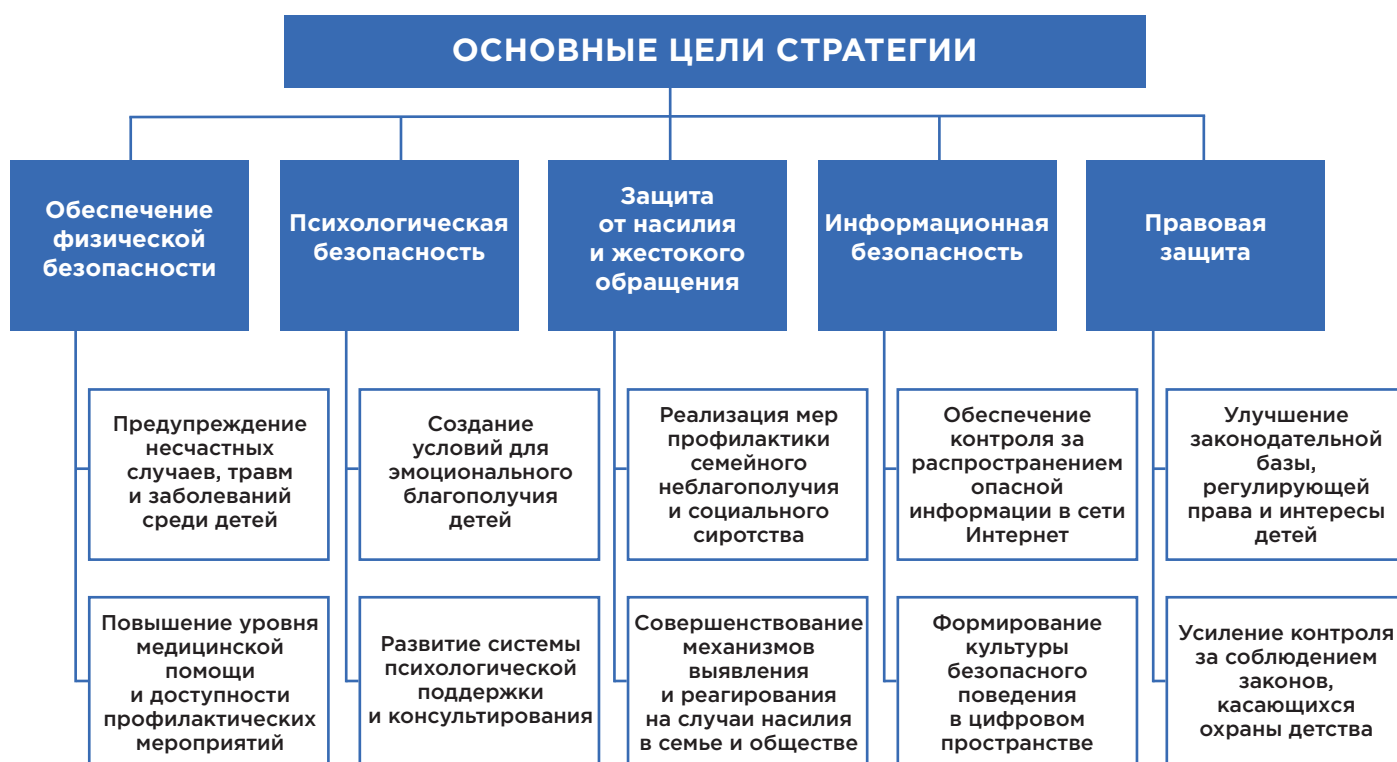 ОСНОВНЫЕ ЦЕЛИ СТРАТЕГИИ
Обеспечение
физической
безопасности
Психологическая
безопасность
Защита
от насилия
и жестокого
обращения
Информационная
безопасность
Правовая
защита
Предупреждение
несчастных
случаев, травм
и заболеваний
среди детей
Создание
условий для
эмоционального
благополучия
детей
Реализация мер
профилактики
семейного
неблагополучия
и социального
сиротства
Обеспечение
контроля за
распространением
опасной
информации в сети
Интернет
Улучшение
законодательной
базы,
регулирующей
права и интересы
детей
Повышение уровня
медицинской
помощи
и доступности
профилактических
мероприятий
Развитие системы
психологической
поддержки
и консультирования
Совершенствование
механизмов
выявления
и реагирования
на случаи насилия
в семье и обществе
Формирование
культуры
безопасного
поведения
в цифровом
пространстве
Усиление контроля
за соблюдением
законов,
касающихся
охраны детства